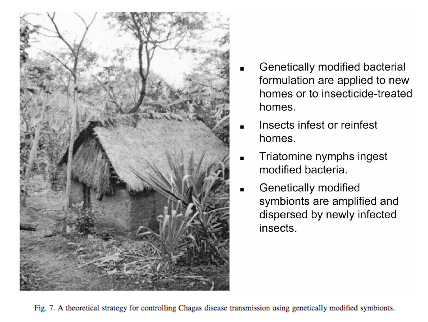 Genetically modified bacterial
formulation are applied to new
homes or to insecticide-treated
homes.
Insects infest or reinfest
homes.
Triatomine nymphs ingest
modified bacteria.
Genetically modified
symbionts are amplified and
dispersed by newly infected
insects.
Fig. 7. A theoretical strategy for controlling Chagas disease transmission using genetically modified symbionts.